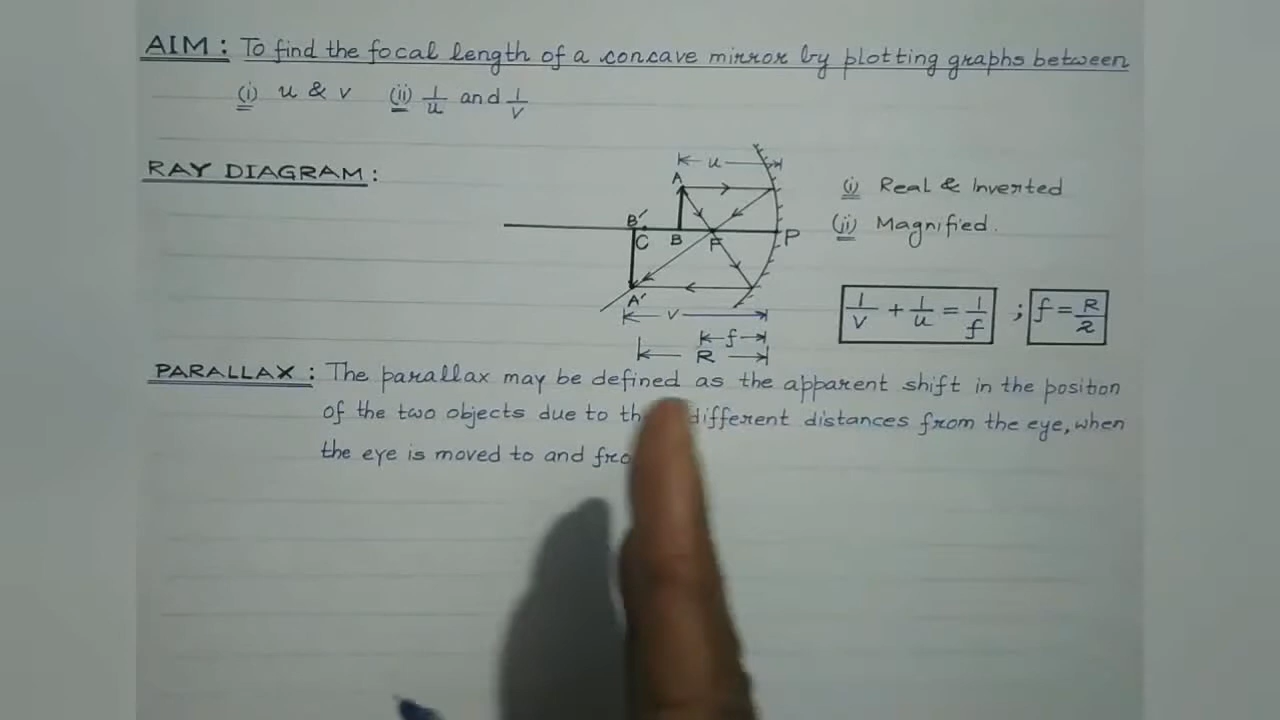 AIM: To find the focal length of a concave mirror by plotting graphs between
(i) u & v (ii) 1/u and 1/v
RAY DIAGRAM:
u
A
B' C B F P
A'
v
f
R
(i) Real & Inverted
(ii) Magnified.
1/v + 1/u = 1/f ; f = R/2
PARALLAX: The parallax may be defined as the apparent shift in the position
of the two objects due to different distances from the eye, when
the eye is moved to and